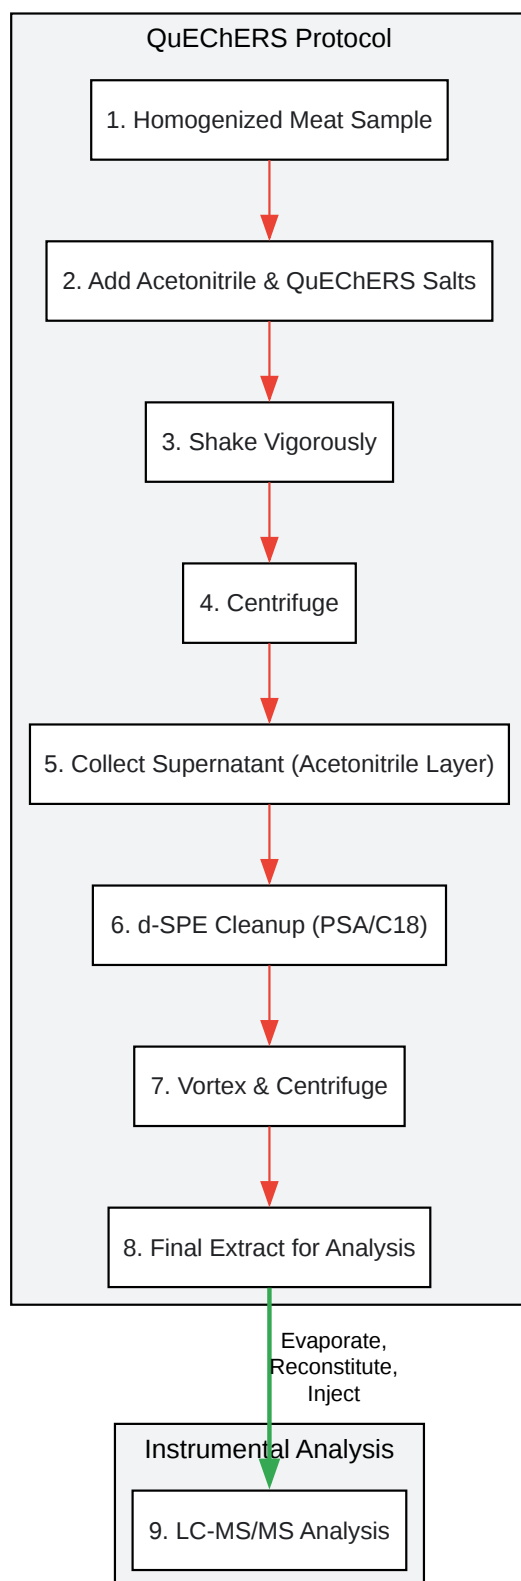 QuEChERS Protocol
1. Homogenized Meat Sample
2. Add Acetonitrile & QuEChERS Salts
3. Shake Vigorously
4. Centrifuge
5. Collect Supernatant (Acetonitrile Layer)
6. d-SPE Cleanup (PSA/C18)
7. Vortex & Centrifuge
8. Final Extract for Analysis
Evaporate,
Reconstitute,
Inject
Instrumental Analysis
9. LC-MS/MS Analysis